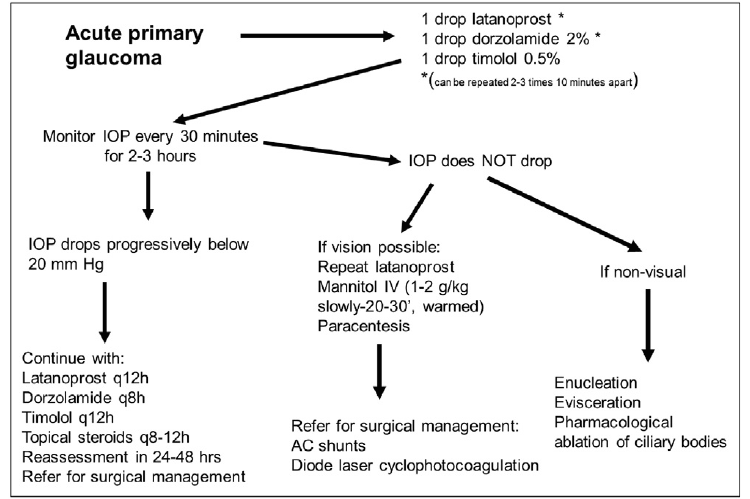 Acute primary
glaucoma
1 drop latanoprost *
1 drop dorzolamide 2% *
1 drop timolol 0.5%
*(can be repeated 2-3 times 10 minutes apart)
Monitor IOP every 30 minutes
for 2-3 hours
IOP does NOT drop
IOP drops progressively below
20 mm Hg
If vision possible:
Repeat latanoprost
Mannitol IV (1-2 g/kg
slowly-20-30’, warmed)
Paracentesis
If non-visual
Continue with:
Latanoprost q12h
Dorzolamide q8h
Timolol q12h
Topical steroids q8-12h
Reassessment in 24-48 hrs
Refer for surgical management
Refer for surgical management:
AC shunts
Diode laser cyclophotocoagulation
Enucleation
Evisceration
Pharmacological
ablation of ciliary bodies